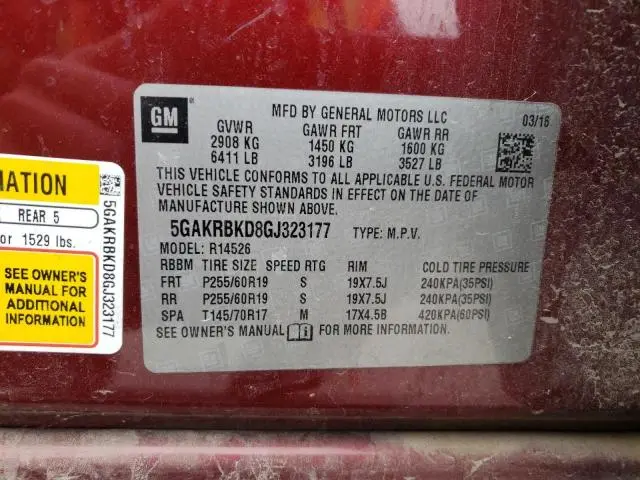 GM
MFD BY GENERAL MOTORS LLC 03/16
GVWR GAWR FRT GAWR RR
2908 KG 1450 KG 1600 KG
6411 LB 3196 LB 3527 LB
THIS VEHICLE CONFORMS TO ALL APPLICABLE U.S. FEDERAL MOTOR
VEHICLE SAFETY STANDARDS IN EFFECT ON THE DATE OF
MANUFACTURE SHOWN ABOVE.
5GAKRBKD8GJ323177 TYPE: M.P.V.
MODEL: R14526
RBBM TIRE SIZE SPEED RTG RIM COLD TIRE PRESSURE
FRT P255/60R19 S 19X7.5J 240KPA(35PSI)
RR P255/60R19 S 19X7.5J 240KPA(35PSI)
SPA T145/70R17 M 17X4.5B 420KPA(60PSI)
SEE OWNER'S MANUAL FOR MORE INFORMATION.
MATION
REAR 5
or 1529 lbs.
SEE OWNER'S
MANUAL FOR
ADDITIONAL
INFORMATION
5GAKRBKD8GJ323177